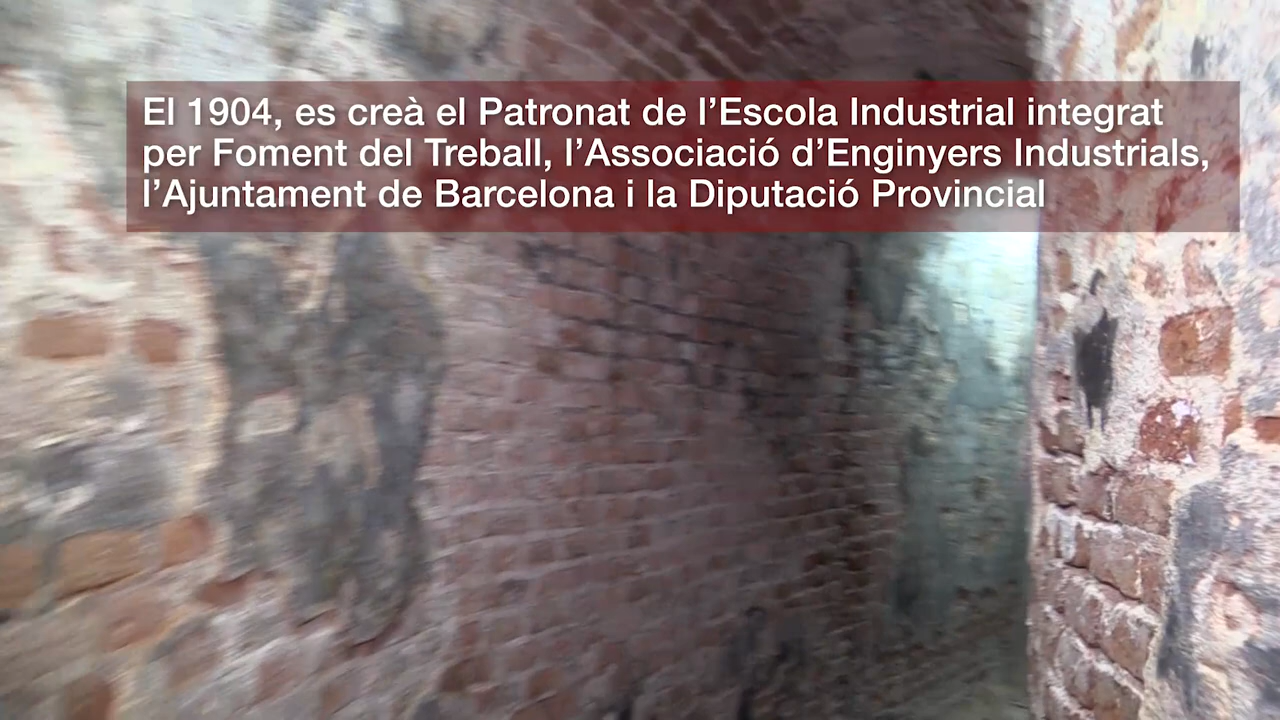 El 1904, es creà el Patronat de l’Escola Industrial integrat
per Foment del Treball, l’Associació d’Enginyers Industrials,
l’Ajuntament de Barcelona i la Diputació Provincial